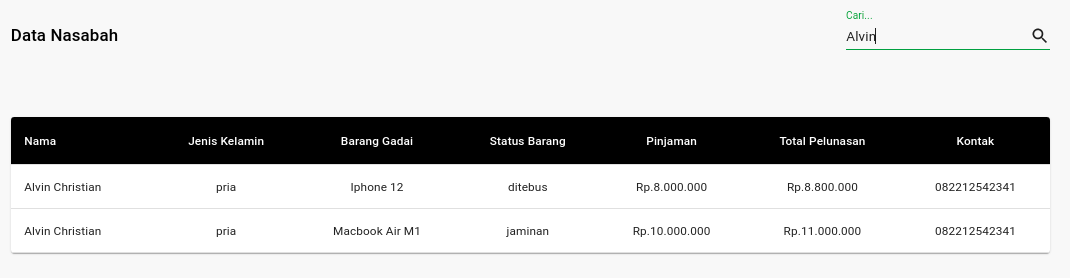 Cari...
Data Nasabah
Alvin
Nama Jenis Kelamin Barang Gadai Status Barang Pinjaman Total Pelunasan Kontak
Alvin Christian pria Iphone 12 ditebus Rp.8.000.000 Rp.8.800.000 082212542341
Alvin Christian pria Macbook Air M1 jaminan Rp.10.000.000 Rp.11.000.000 082212542341